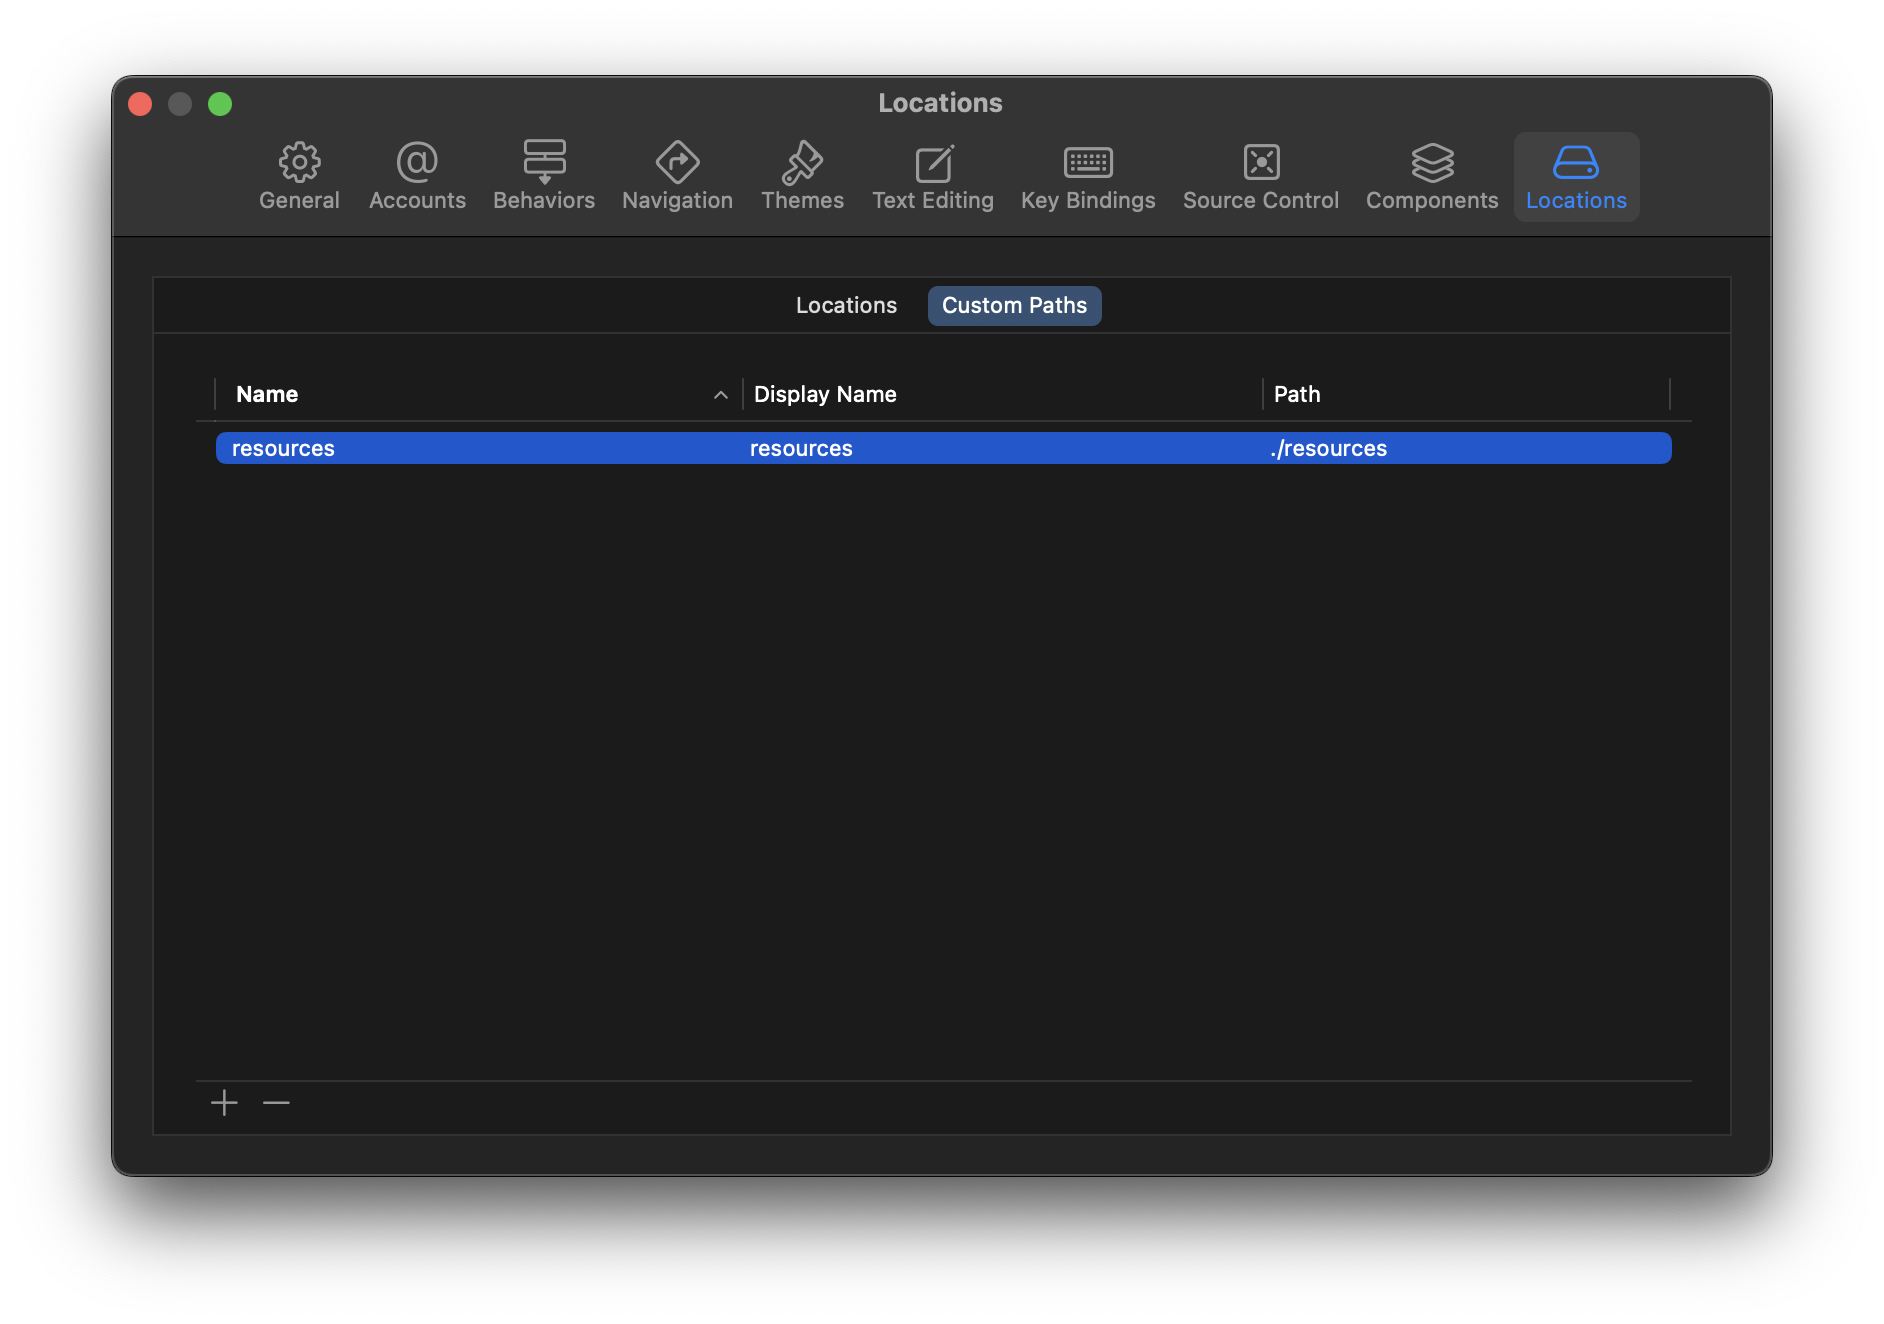 Locations
General Accounts Behaviors Navigation Themes Text Editing Key Bindings Source Control Components Locations
Locations Custom Paths
Name Display Name Path
resources resources ./resources